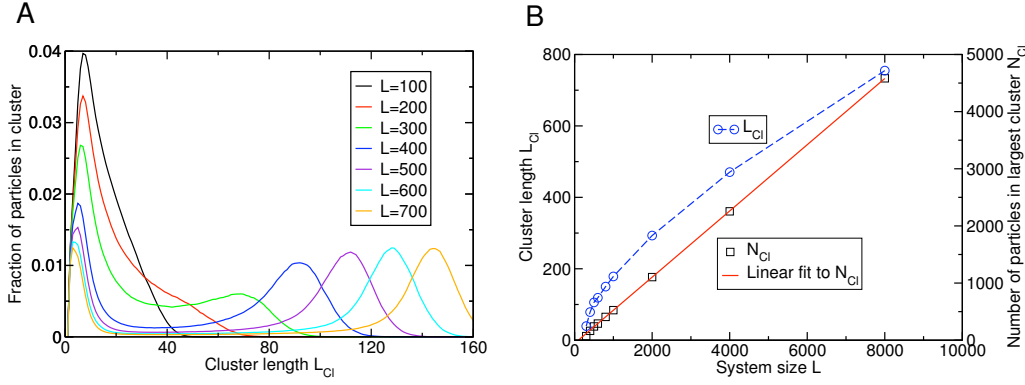 A
Fraction of particles in cluster
0.04
0.03
0.02
0.01
0
0
40
80
120
160
Cluster length L_Cl
L=100
L=200
L=300
L=400
L=500
L=600
L=700
B
Cluster length L_Cl
800
600
400
200
0
0
2000
4000
6000
8000
10000
System size L
5000
4000
3000
2000
1000
0
Number of particles in largest cluster N_Cl
L_Cl
N_Cl
Linear fit to N_Cl